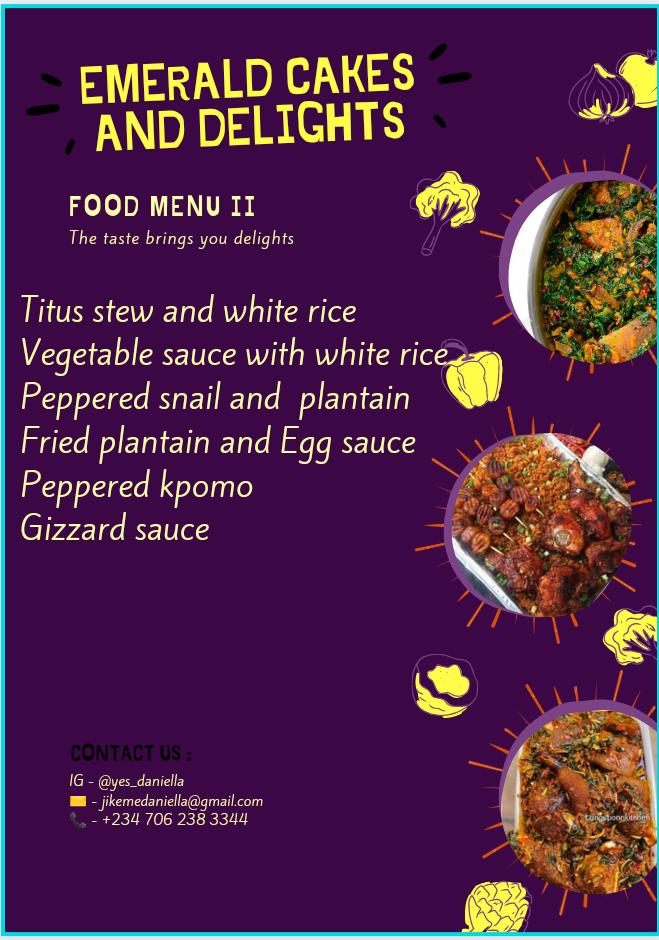 EMERALD CAKES
AND DELIGHTS
FOOD MENU II
The taste brings you delights
Titus stew and white rice
Vegetable sauce with white rice
Peppered snail and plantain
Fried plantain and Egg sauce
Peppered kpomo
Gizzard sauce
CONTACT US :
IG - @yes_daniella
✉ - jikemedaniella@gmail.com
📞 - +234 706 238 3344
Longspoonkitchen